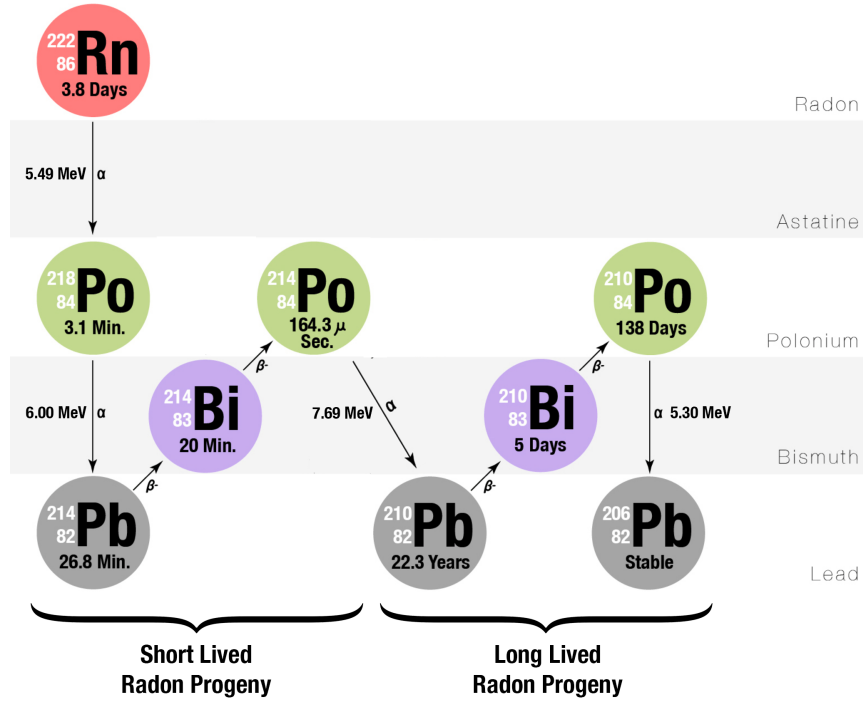 222
86
Rn
3.8 Days
Radon
5.49 MeV α
Astatine
218
84
Po
3.1 Min.
214
84
Po
164.3 μ
Sec.
210
84
Po
138 Days
Polonium
β-
β-
6.00 MeV α
214
83
Bi
20 Min.
7.69 MeV α
210
83
Bi
5 Days
α 5.30 MeV
Bismuth
β-
β-
214
82
Pb
26.8 Min.
210
82
Pb
22.3 Years
206
82
Pb
Stable
Lead
Short Lived
Radon Progeny
Long Lived
Radon Progeny